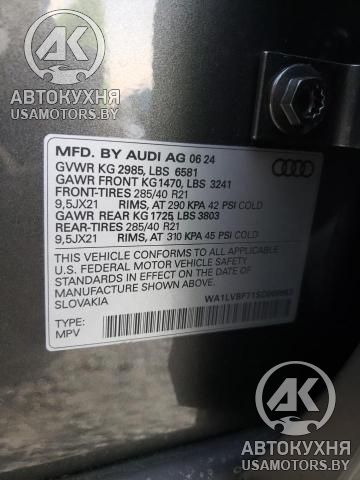 AK
АВТОКУХНЯ
USAMOTORS.BY
MFD. BY AUDI AG 06 24
GVWR KG 2985, LBS 6581
GAWR FRONT KG1470, LBS 3241
FRONT-TIRES 285/40 R21
9,5JX21 RIMS, AT 290 KPA 42 PSI COLD
GAWR REAR KG 1725, LBS 3803
REAR-TIRES 285/40 R21
9,5JX21 RIMS, AT 310 KPA 45 PSI COLD
THIS VEHICLE CONFORMS TO ALL APPLICABLE
U.S. FEDERAL MOTOR VEHICLE SAFETY
STANDARDS IN EFFECT ON THE DATE OF
MANUFACTURE SHOWN ABOVE.
SLOVAKIA
TYPE:
MPV
AK
АВТОКУХНЯ
USAMOTORS.BY